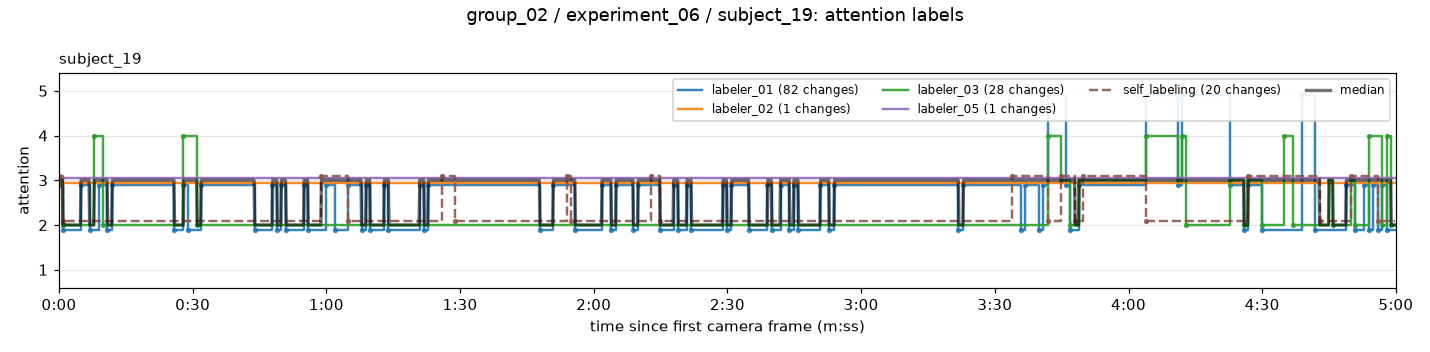 group_02 / experiment_06 / subject_19: attention labels
subject_19
labeler_01 (82 changes)
labeler_02 (1 changes)
labeler_03 (28 changes)
labeler_05 (1 changes)
self_labeling (20 changes)
median
attention
5
4
3
2
1
0:00 0:30 1:00 1:30 2:00 2:30 3:00 3:30 4:00 4:30 5:00
time since first camera frame (m:ss)